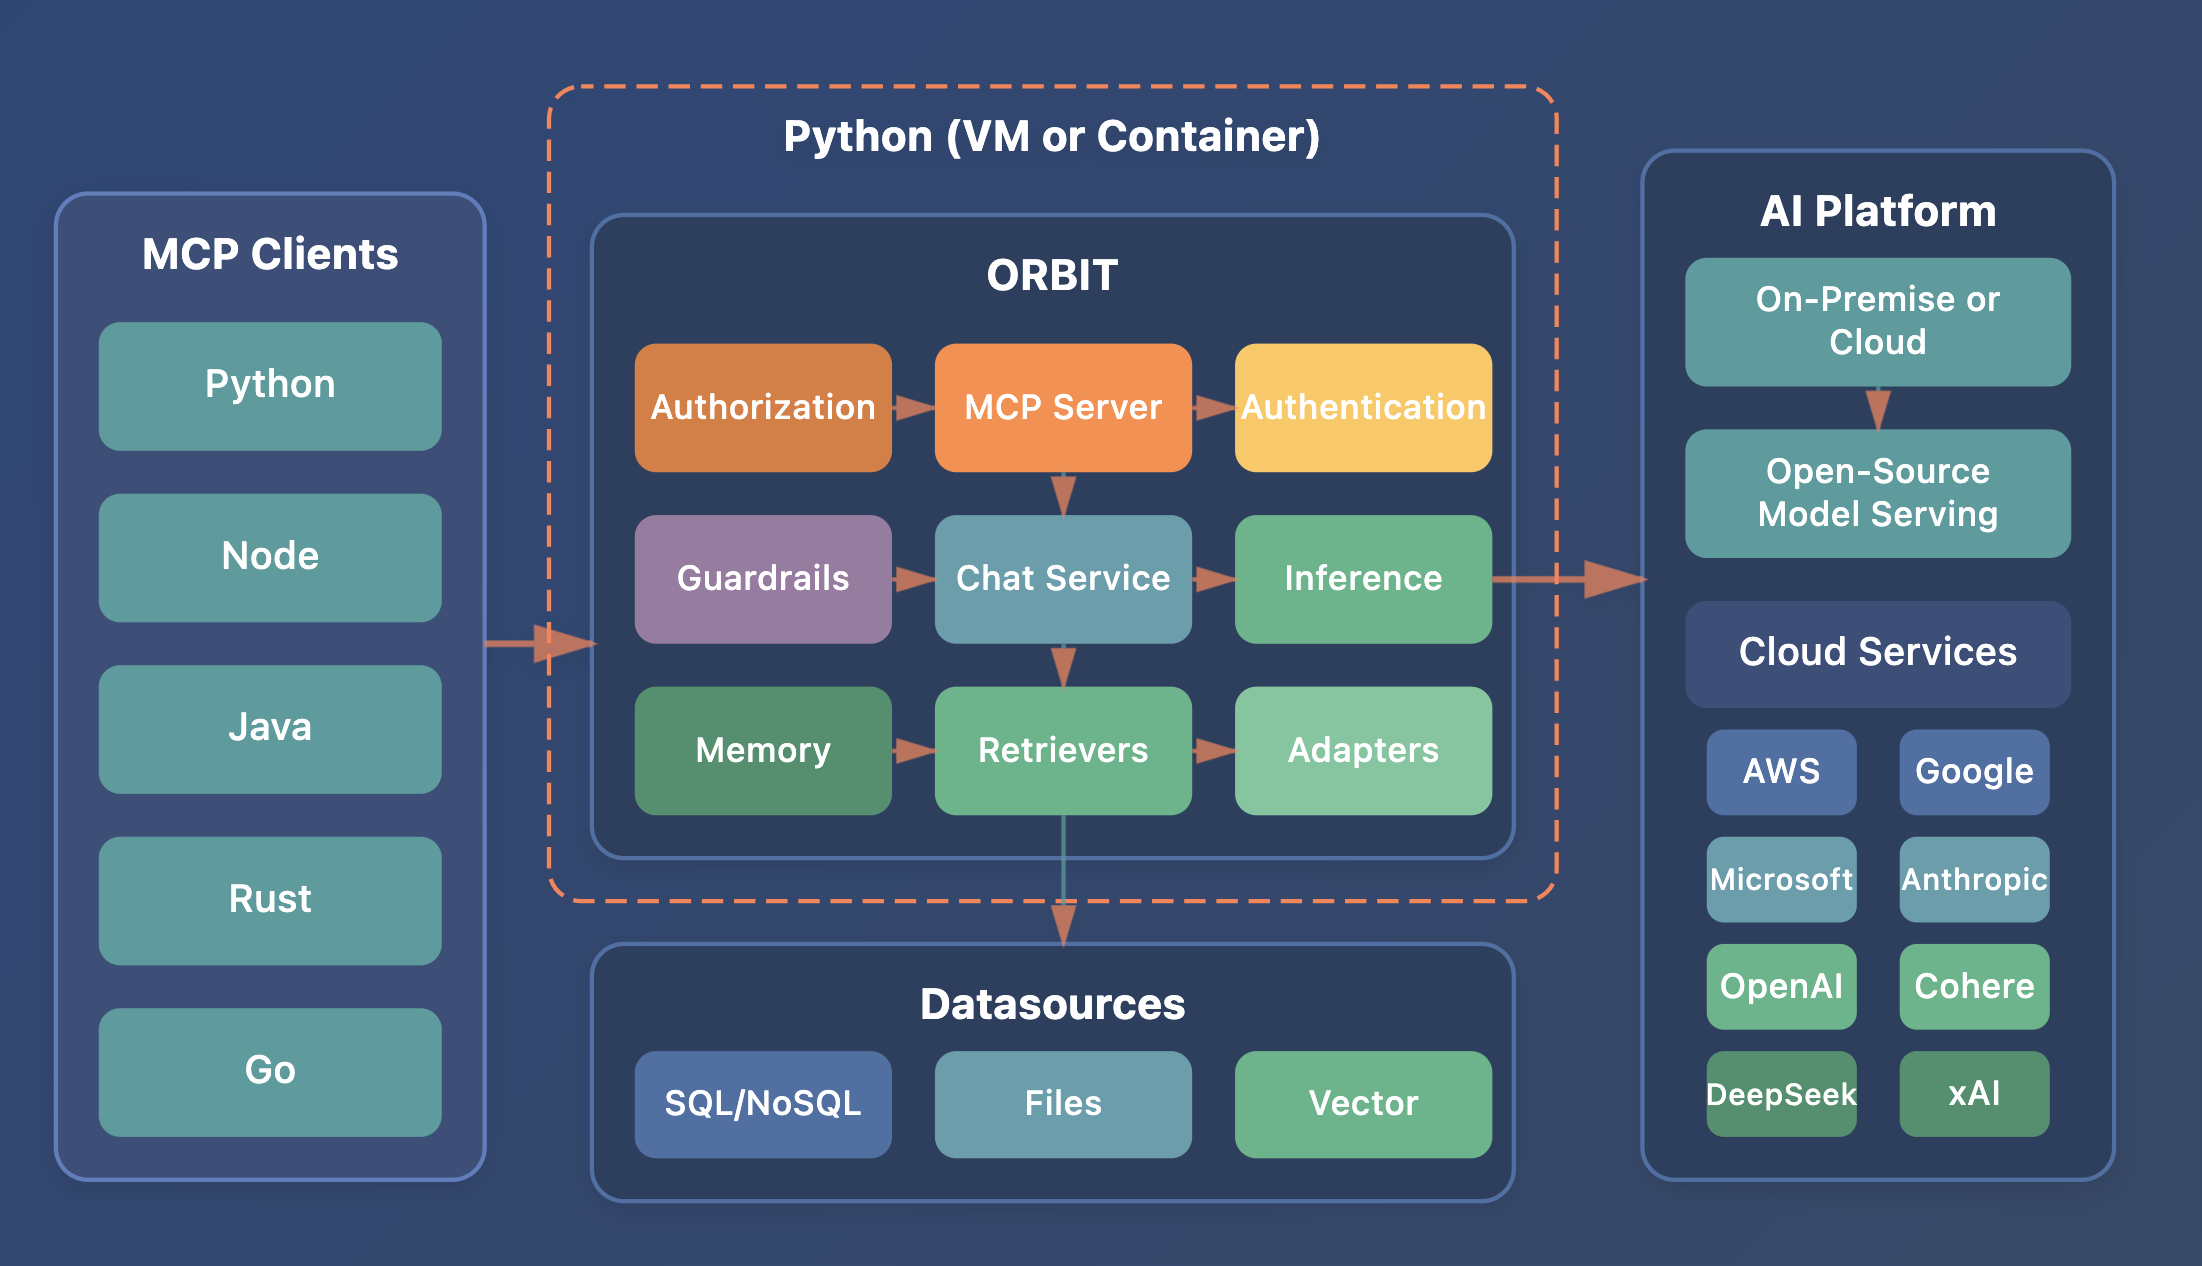 MCP Clients
Python
Node
Java
Rust
Go
Python (VM or Container)
ORBIT
Authorization
MCP Server
Authentication
Guardrails
Chat Service
Inference
Memory
Retrievers
Adapters
Datasources
SQL/NoSQL
Files
Vector
AI Platform
On-Premise or
Cloud
Open-Source
Model Serving
Cloud Services
AWS
Google
Microsoft
Anthropic
OpenAI
Cohere
DeepSeek
xAI